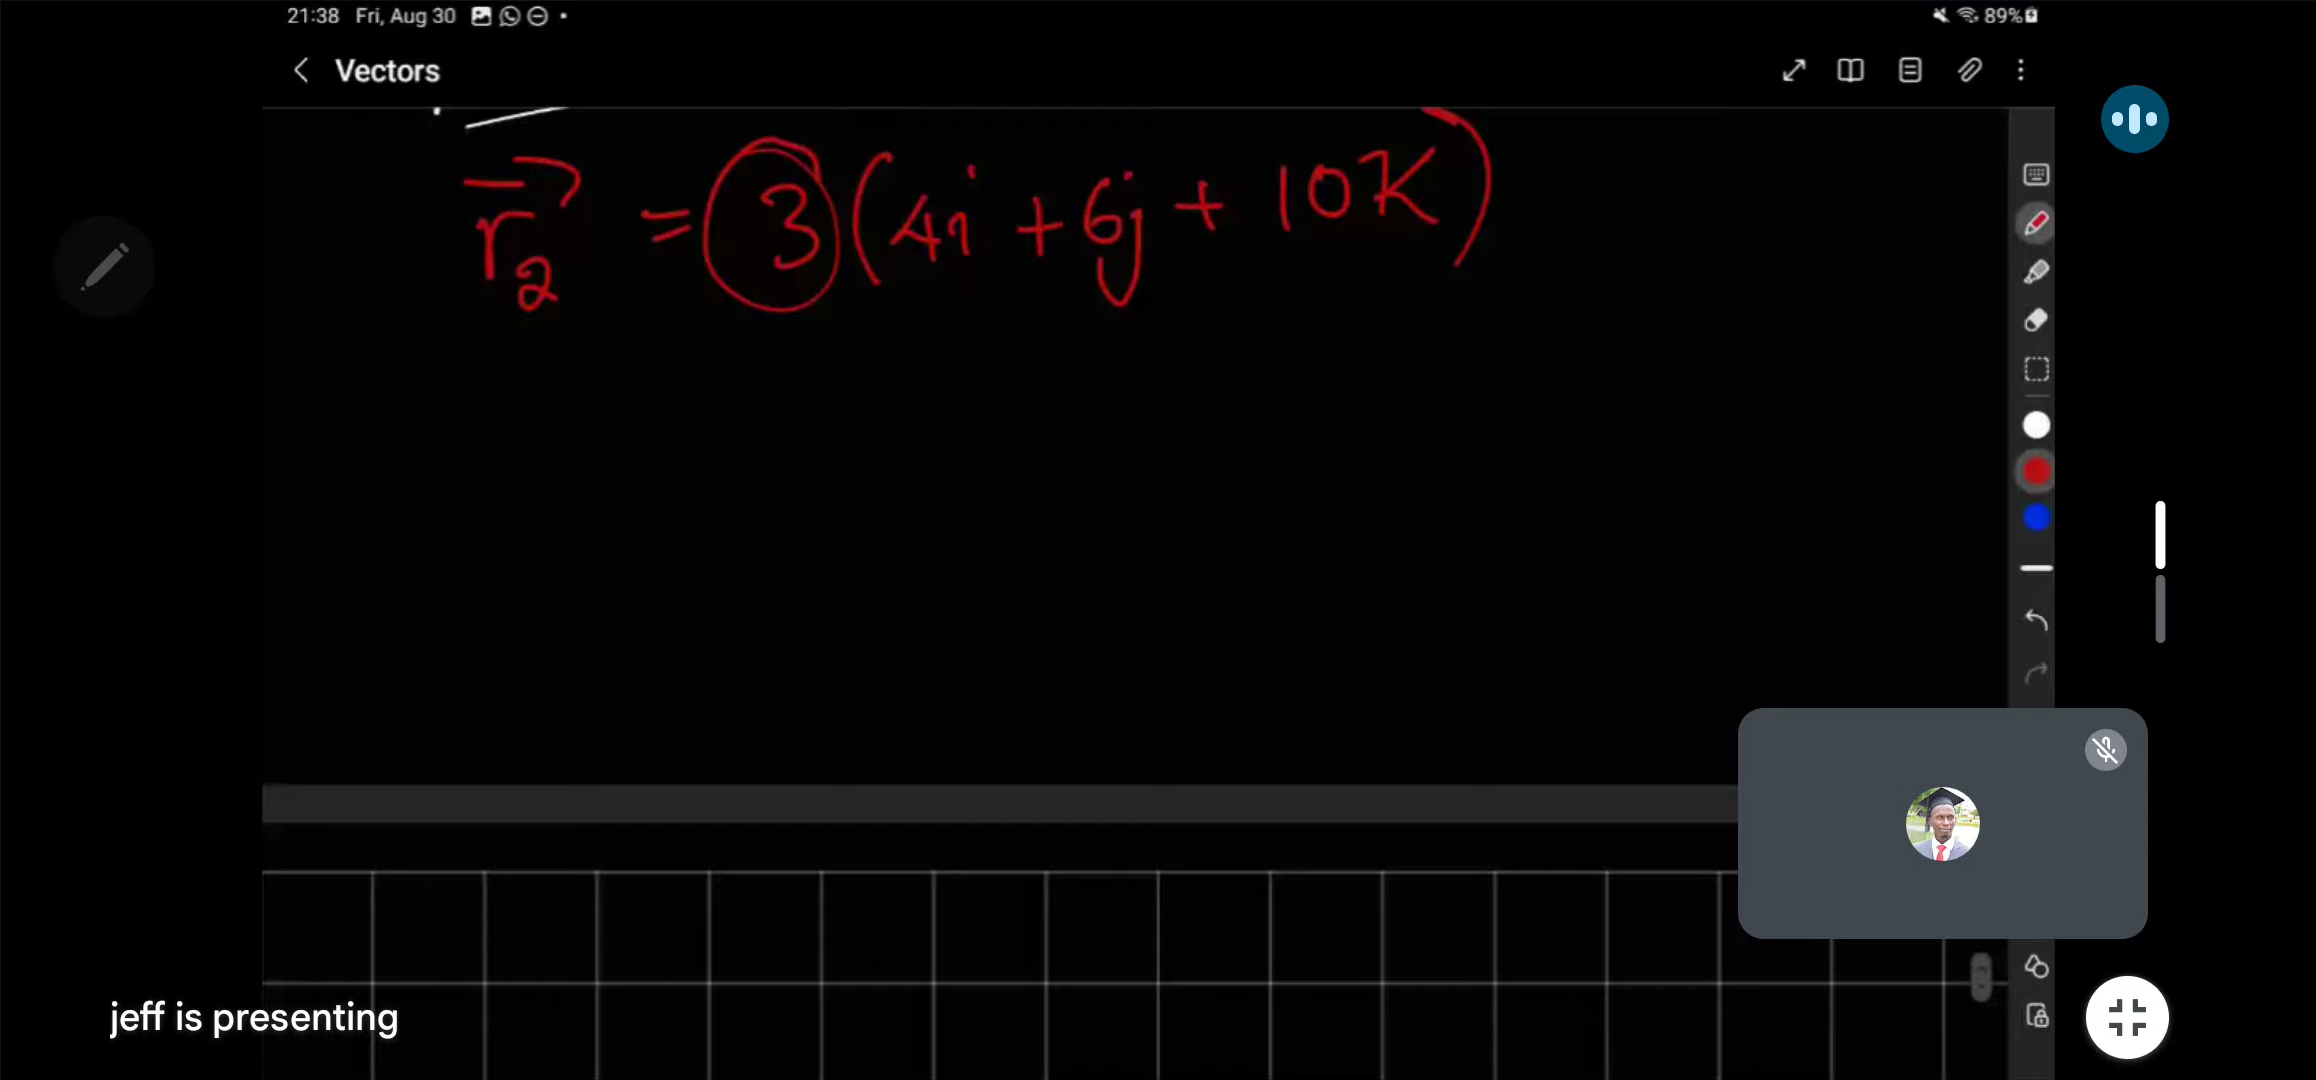 21:38 Fri, Aug 30
89%
Vectors
r₂ = 3(4i + 6j + 10K)
jeff is presenting